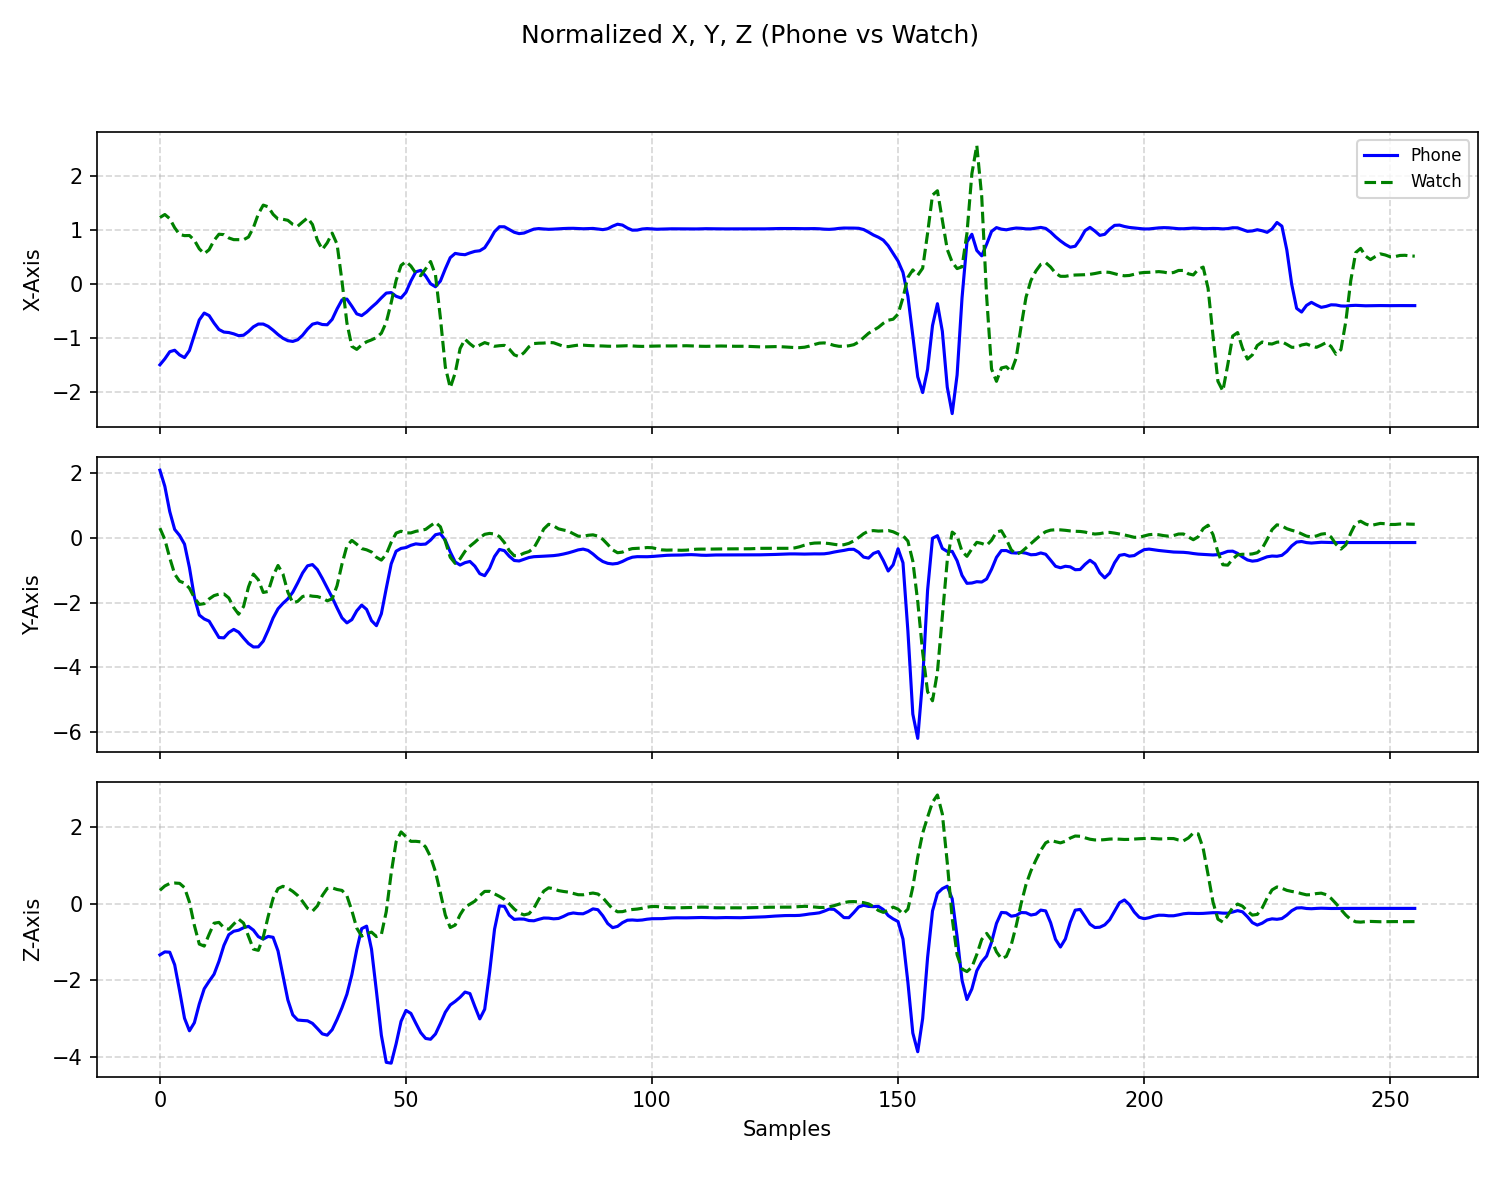 Normalized X, Y, Z (Phone vs Watch)
Phone
Watch
X-Axis
2
1
0
−1
−2
Y-Axis
2
0
−2
−4
−6
Z-Axis
2
0
−2
−4
0 50 100 150 200 250
Samples